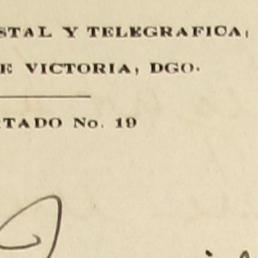 STAL Y TELEGRAFICA,
E VICTORIA, DGO.
TADO No. 19